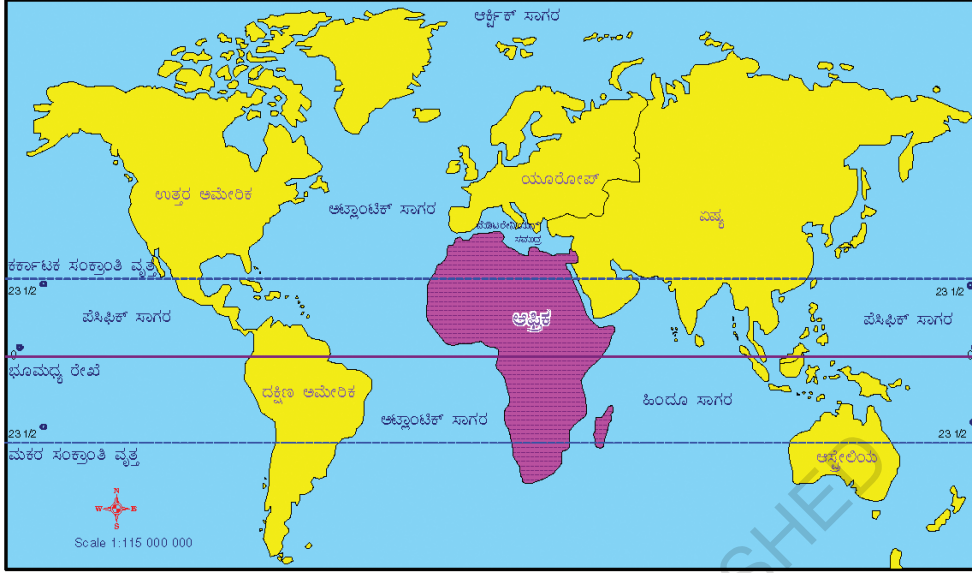 ಆರ್ಕ್ಟಿಕ್ ಸಾಗರ
ಉತ್ತರ ಅಮೇರಿಕ
ಯೂರೋಪ್
ಅಟ್ಲಾಂಟಿಕ್ ಸಾಗರ
ಏಷ್ಯ
ಮೆಡಿಟರೇನಿಯನ್
ಸಮುದ್ರ
ಕರ್ಕಾಟಕ ಸಂಕ್ರಾಂತಿ ವೃತ್ತ
23 1/2
23 1/2
ಪೆಸಿಫಿಕ್ ಸಾಗರ
ಆಫ್ರಿಕ
ಪೆಸಿಫಿಕ್ ಸಾಗರ
0
0
ಭೂಮಧ್ಯ ರೇಖೆ
ದಕ್ಷಿಣ ಅಮೇರಿಕ
ಹಿಂದೂ ಸಾಗರ
ಅಟ್ಲಾಂಟಿಕ್ ಸಾಗರ
23 1/2
23 1/2
ಮಕರ ಸಂಕ್ರಾಂತಿ ವೃತ್ತ
ಆಸ್ಟ್ರೇಲಿಯ
N
W E
S
Scale 1:115 000 000
SHED